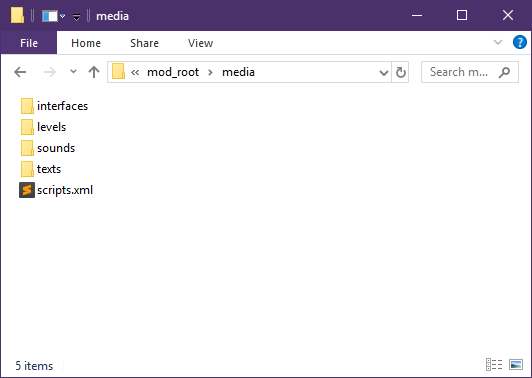 media
File Home Share View
« mod_root > media Search m...
interfaces
levels
sounds
texts
scripts.xml
5 items